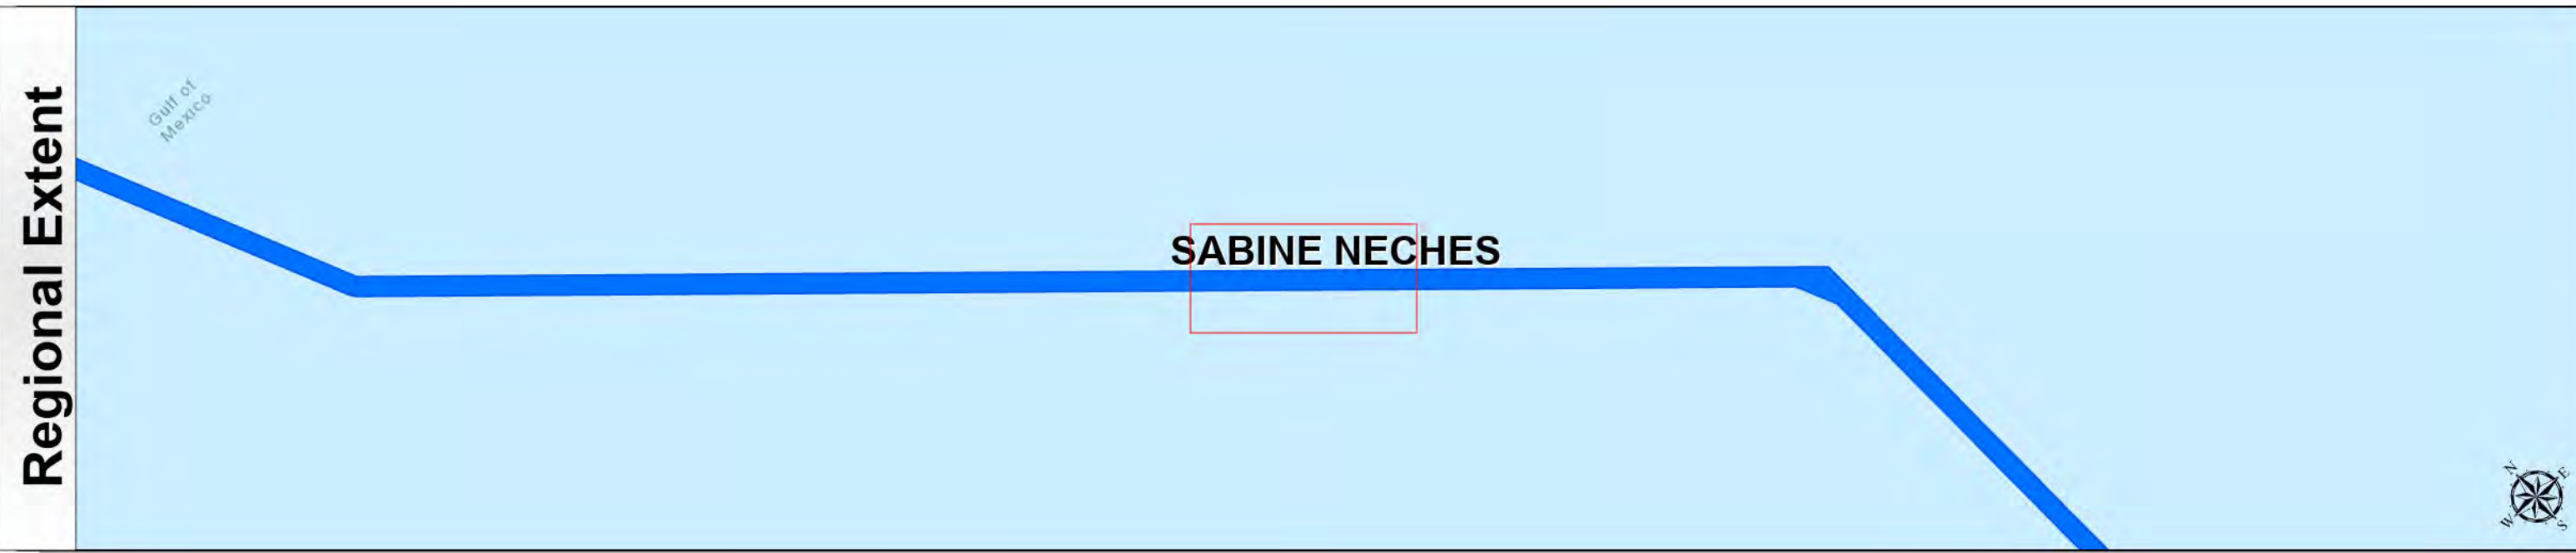 Regional Extent
Gulf of
Mexico
SABINE NECHES
N
E
W
S